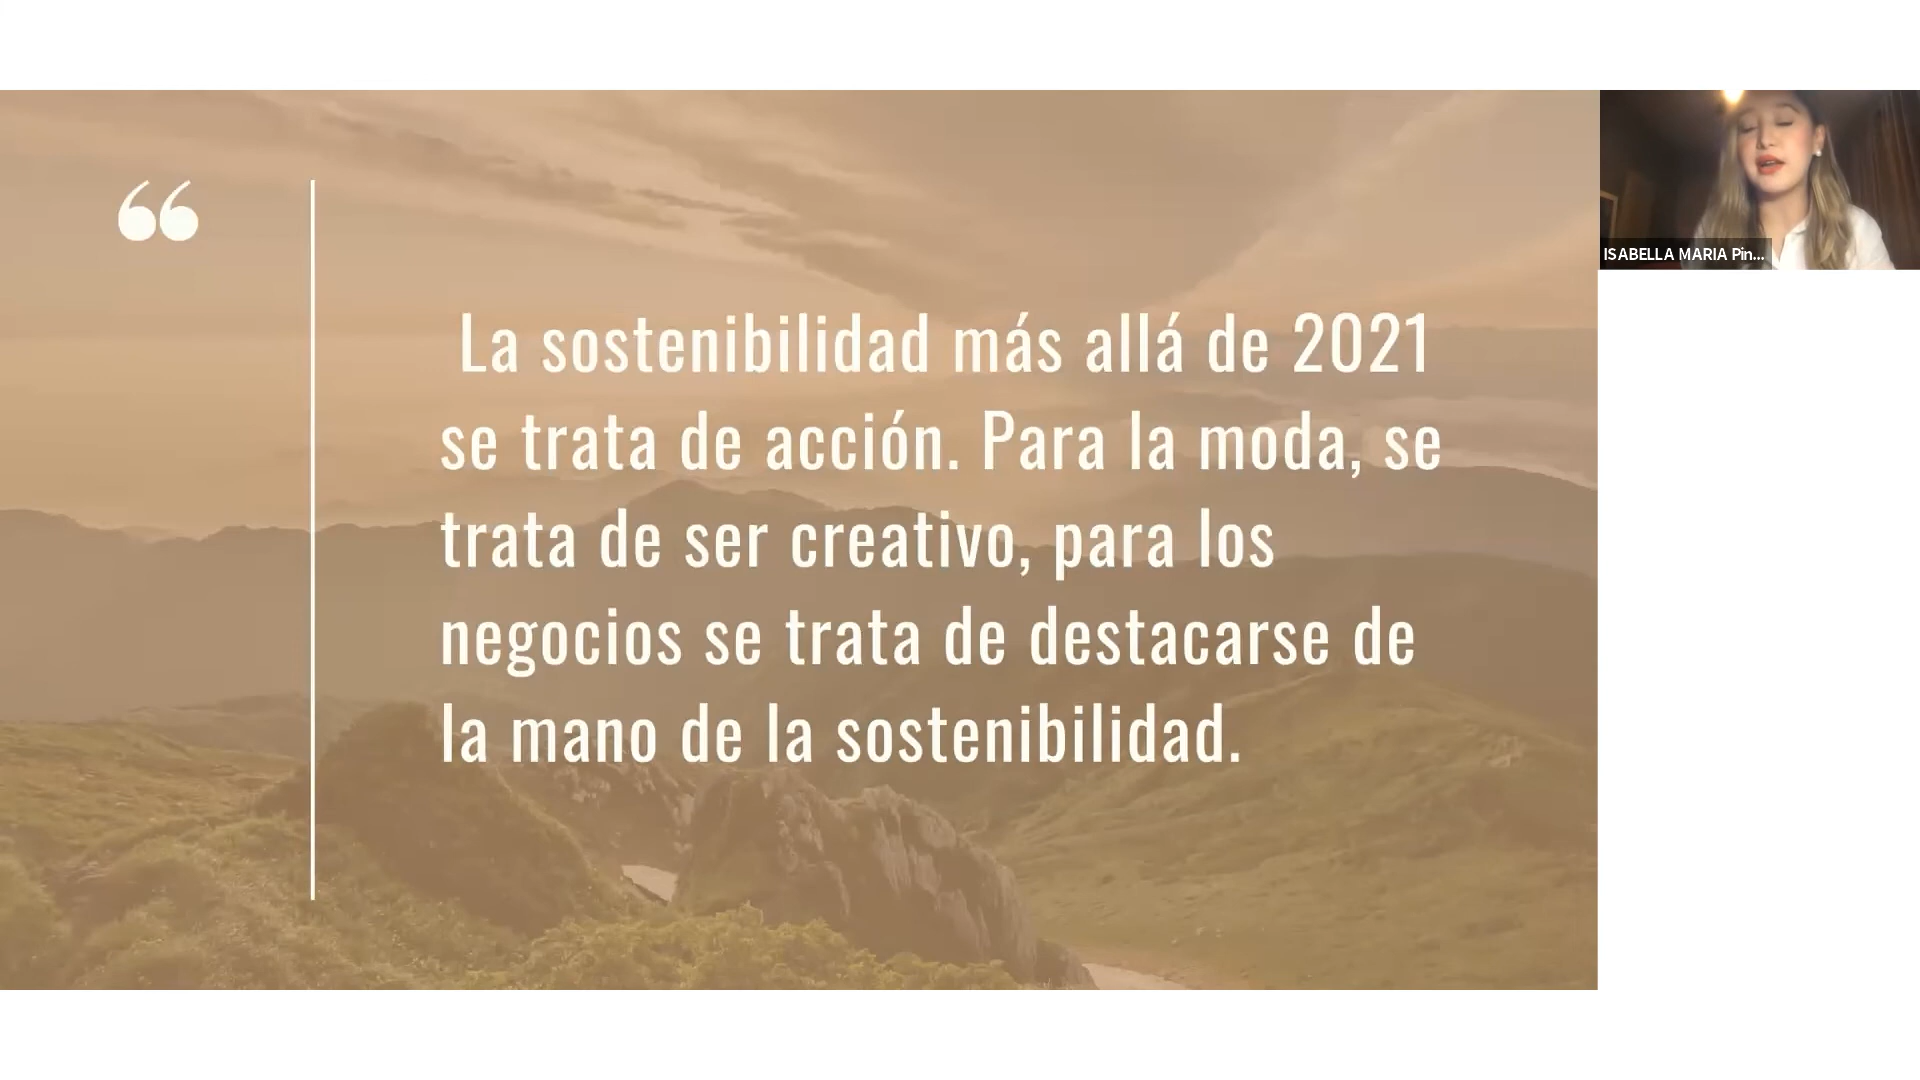 “
La sostenibilidad más allá de 2021
se trata de acción. Para la moda, se
trata de ser creativo, para los
negocios se trata de destacarse de
la mano de la sostenibilidad.
ISABELLA MARIA Pin...